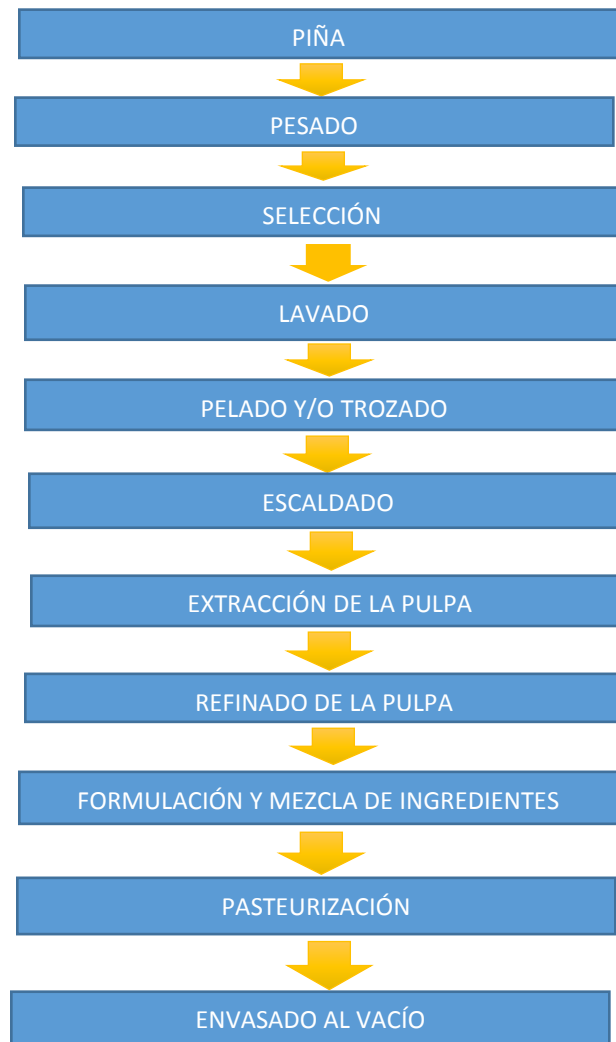 PIÑA
PESADO
SELECCIÓN
LAVADO
PELADO Y/O TROZADO
ESCALDADO
EXTRACCIÓN DE LA PULPA
REFINADO DE LA PULPA
FORMULACIÓN Y MEZCLA DE INGREDIENTES
PASTEURIZACIÓN
ENVASADO AL VACÍO